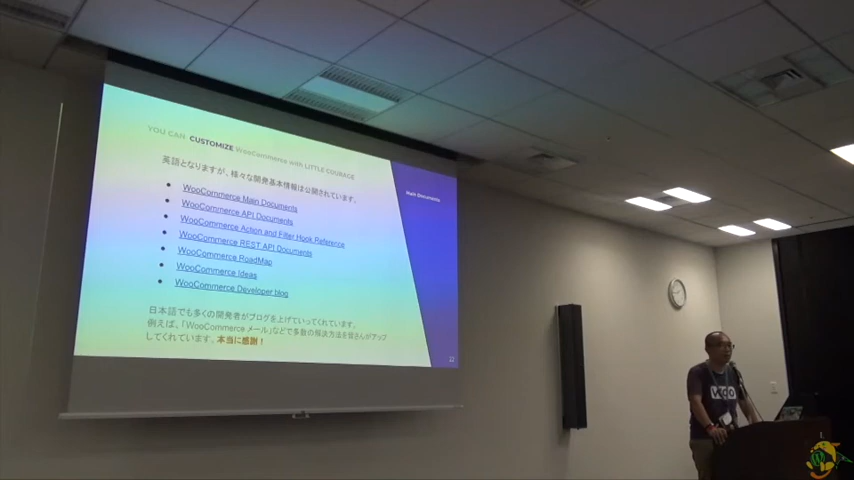 YOU CAN CUSTOMIZE WooCommerce with LITTLE COURAGE
英語となりますが、様々な開発基本情報は公開されています。
WooCommerce Main Documents
WooCommerce API Documents
WooCommerce Action and Filter Hook Reference
WooCommerce REST API Documents
WooCommerce RoadMap
WooCommerce Ideas
WooCommerce Developer blog
日本語でも多くの開発者がブログを上げていってくれています。
例えば、「WooCommerce メール」などで多数の解決方法を皆さんがアップ
してくれています。本当に感謝！
Main Documents
22
Woo